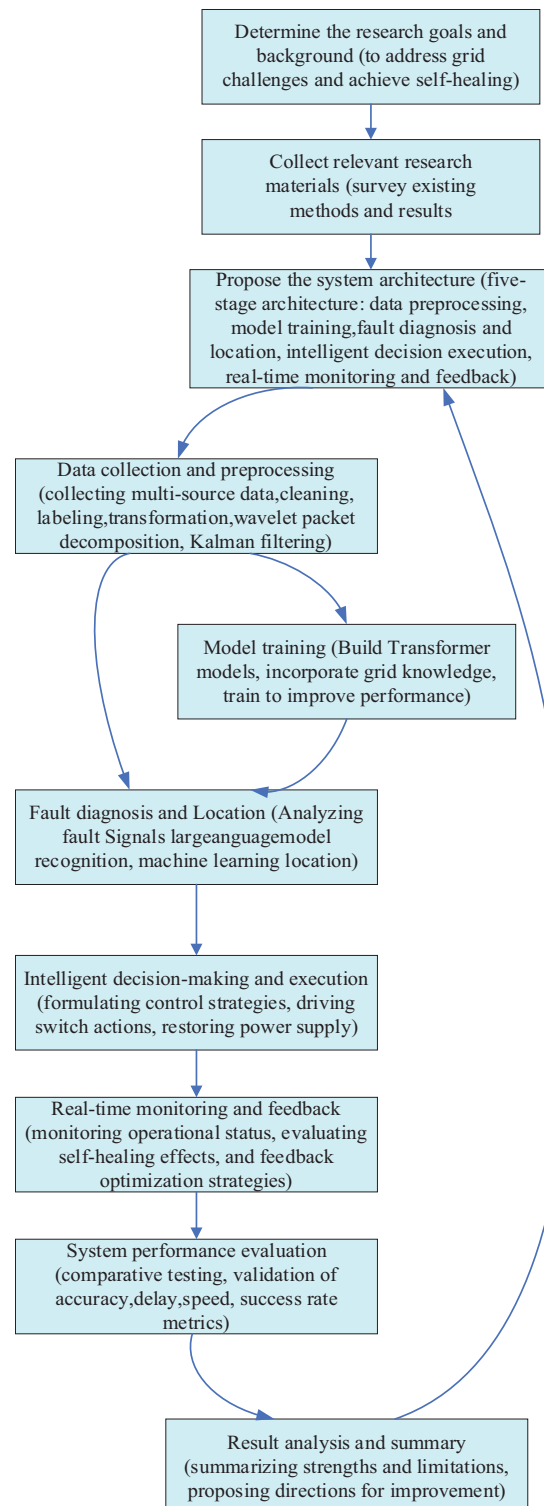 Determine the research goals and
background (to address grid
challenges and achieve self-healing)
Collect relevant research
materials (survey existing
methods and results
Propose the system architecture (five-
stage architecture: data preprocessing,
model training,fault diagnosis and
location, intelligent decision execution,
real-time monitoring and feedback)
Data collection and preprocessing
(collecting multi-source data,cleaning,
labeling,transformation,wavelet packet
decomposition, Kalman filtering)
Model training (Build Transformer
models, incorporate grid knowledge,
train to improve performance)
Fault diagnosis and Location (Analyzing
fault Signals largeanguagemodel
recognition, machine learning location)
Intelligent decision-making and execution
(formulating control strategies, driving
switch actions, restoring power supply)
Real-time monitoring and feedback
(monitoring operational status, evaluating
self-healing effects, and feedback
optimization strategies)
System performance evaluation
(comparative testing, validation of
accuracy,delay,speed, success rate
metrics)
Result analysis and summary
(summarizing strengths and limitations,
proposing directions for improvement)